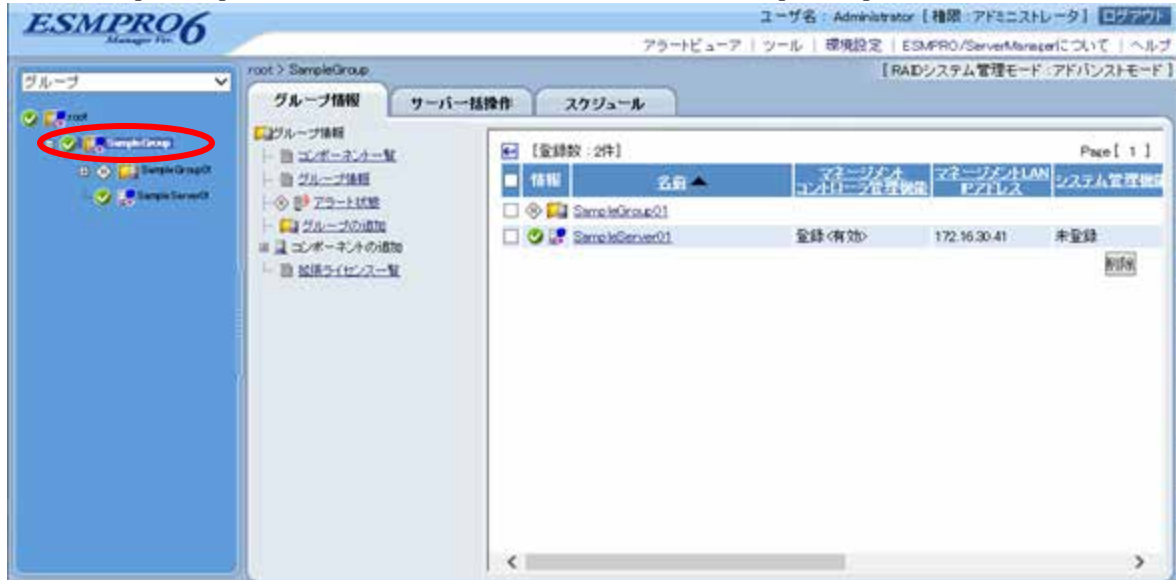 ESMPRO6
Manager Ver.
ユーザ名 : Administrator [ 権限 : アドミニストレータ ] ログアウト
アラートビューア | ツール | 環境設定 | ESMPRO/ServerManagerについて | ヘルプ
グループ
root
SampleGroup
SampleGroup01
SampleServer01
root > SampleGroup
[ RAIDシステム管理モード : アドバンストモード ]
グループ情報
サーバー括操作
スケジュール
グループ情報
コンポーネント一覧
グループ情報
アラート状態
グループの追加
コンポーネントの追加
拡張ライセンス一覧
[登録数 : 2件]
Page [ 1 ]
情報 名前▲ マネージメントコントローラ管理機能 マネージメントLAN IPアドレス システム管理機能
SampleGroup01
SampleServer01 登録<有効> 172.16.30.41 未登録
削除